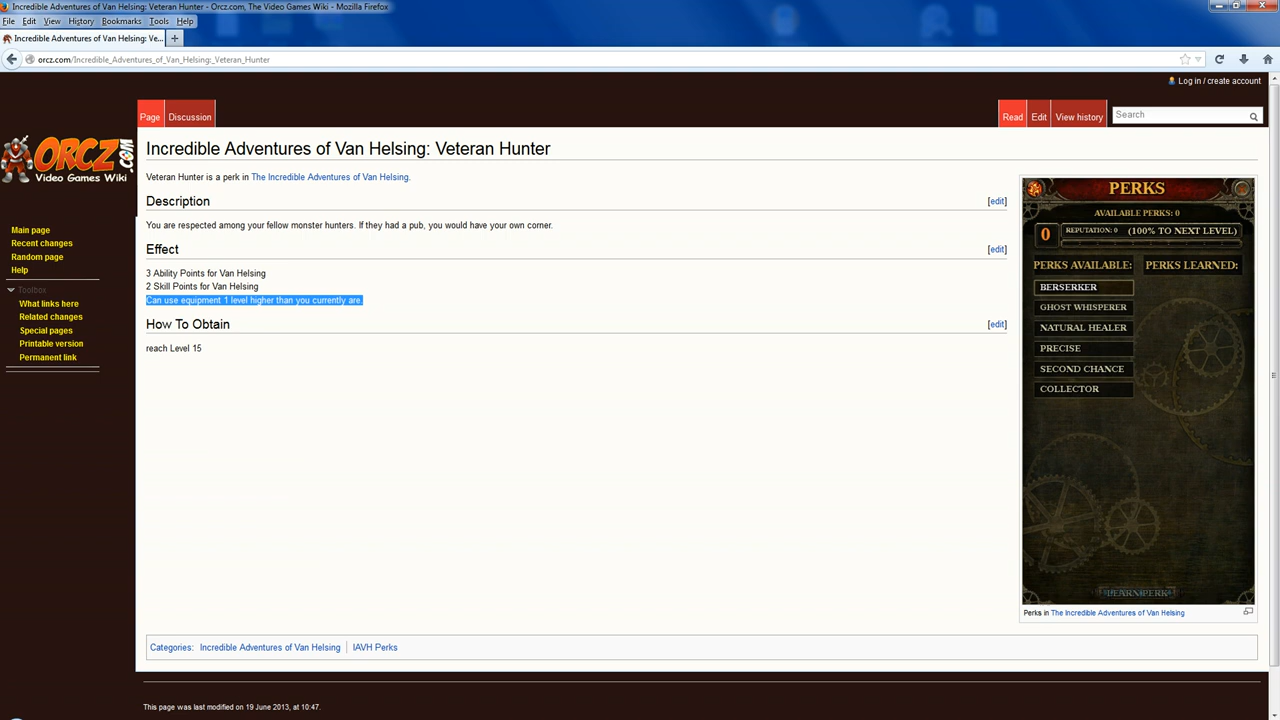 Incredible Adventures of Van Helsing: Veteran Hunter - Orcz.com, The Video Games Wiki - Mozilla Firefox
File Edit View History Bookmarks Tools Help
Incredible Adventures of Van Helsing: Ve...
orcz.com/Incredible_Adventures_of_Van_Helsing:_Veteran_Hunter
Log in / create account
Page Discussion Read Edit View history Search
ORCZ.com
Video Games Wiki
Main page
Recent changes
Random page
Help
Toolbox
What links here
Related changes
Special pages
Printable version
Permanent link
Incredible Adventures of Van Helsing: Veteran Hunter
Veteran Hunter is a perk in The Incredible Adventures of Van Helsing.
Description [edit]
You are respected among your fellow monster hunters. If they had a pub, you would have your own corner.
Effect [edit]
3 Ability Points for Van Helsing
2 Skill Points for Van Helsing
Can use equipment 1 level higher than you currently are.
How To Obtain [edit]
reach Level 15
PERKS
AVAILABLE PERKS: 0
0 REPUTATION: 0 (100% TO NEXT LEVEL)
PERKS AVAILABLE: PERKS LEARNED:
BERSERKER
GHOST WHISPERER
NATURAL HEALER
PRECISE
SECOND CHANCE
COLLECTOR
LEARN PERK
Perks in The Incredible Adventures of Van Helsing
Categories: Incredible Adventures of Van Helsing IAVH Perks
This page was last modified on 19 June 2013, at 10:47.